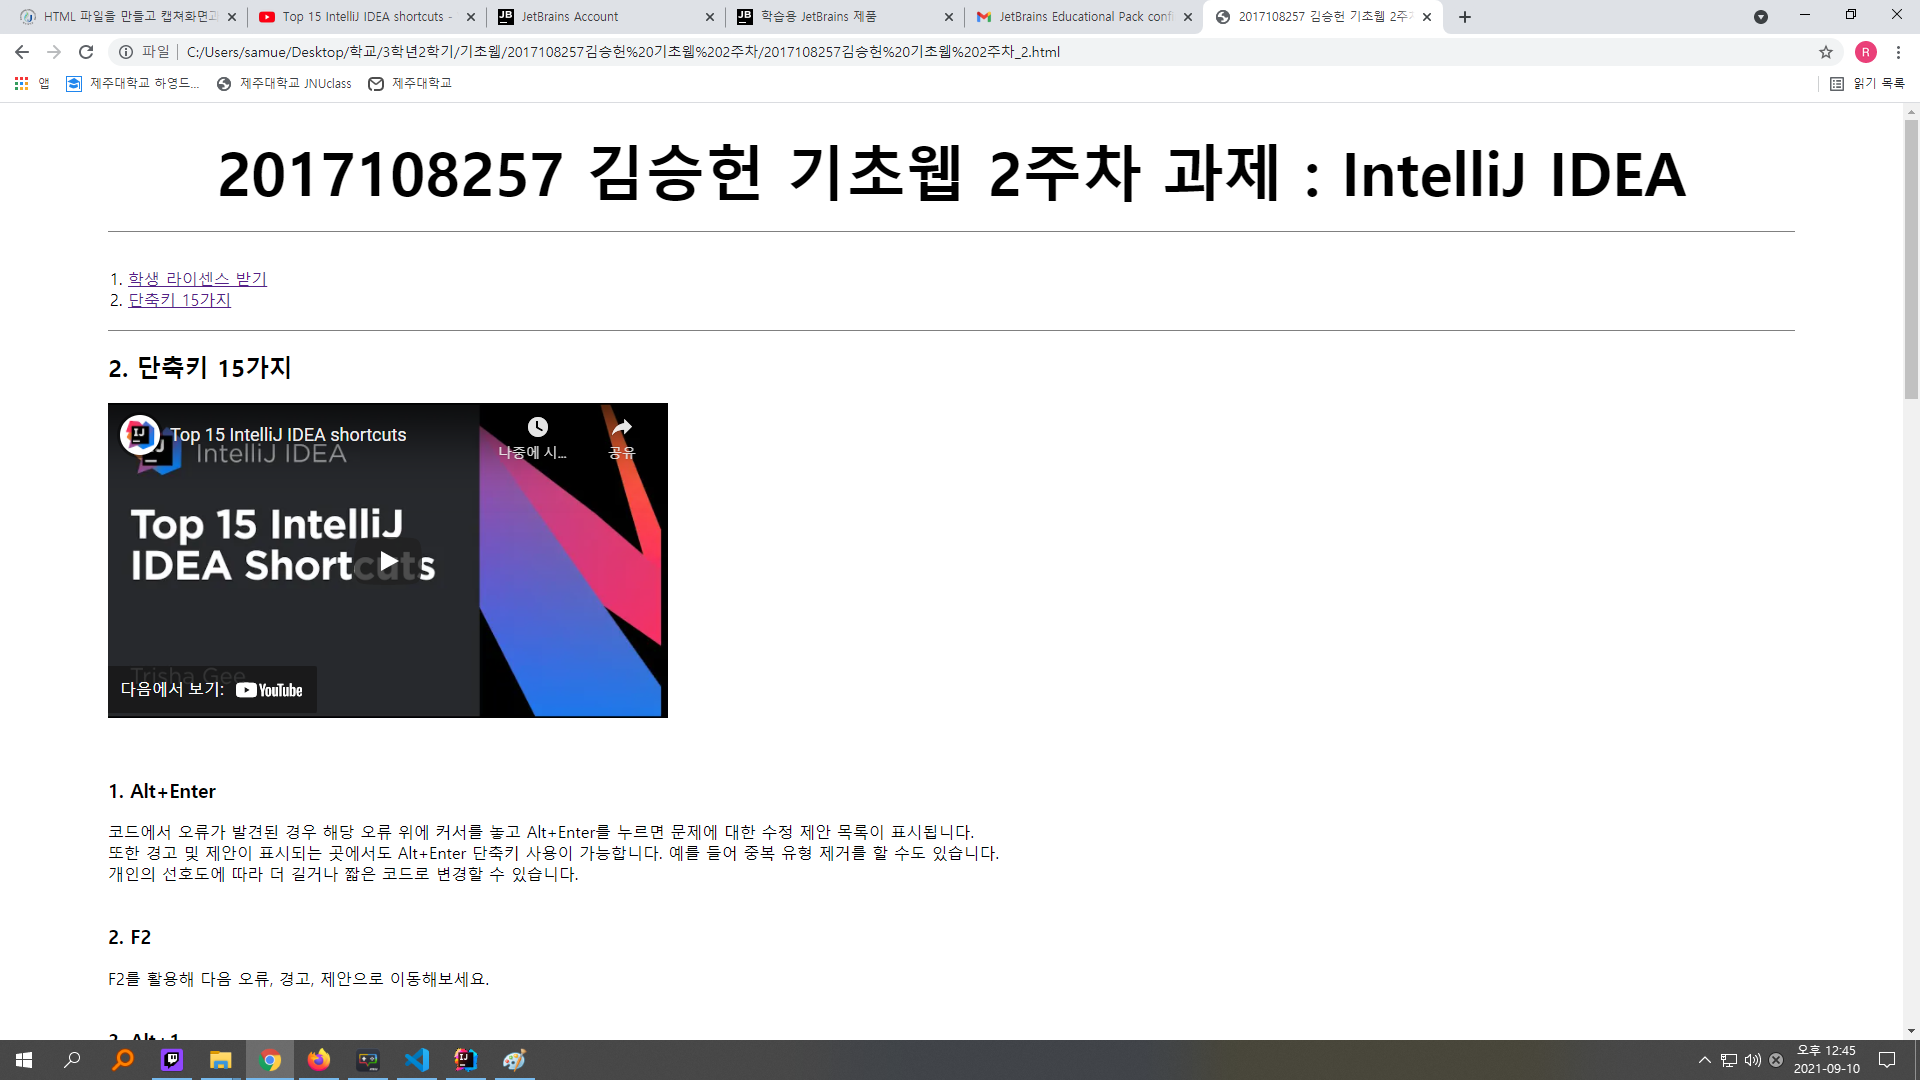 HTML 파일을 만들고 캡쳐화면과
Top 15 IntelliJ IDEA shortcuts -
JetBrains Account
학습용 JetBrains 제품
JetBrains Educational Pack confi
2017108257 김승헌 기초웹 2주차
파일
C:/Users/samue/Desktop/학교/3학년2학기/기초웹/2017108257김승헌%20기초웹%202주차/2017108257김승헌%20기초웹%202주차_2.html
R
앱
제주대학교 하영드...
제주대학교 JNUclass
제주대학교
읽기 목록
2017108257 김승헌 기초웹 2주차 과제 : IntelliJ IDEA
1. 학생 라이센스 받기
2. 단축키 15가지
2. 단축키 15가지
Top 15 IntelliJ IDEA shortcuts
나중에 시...
공유
IntelliJ IDEA
Top 15 IntelliJ
IDEA Shortcuts
Trisha Gee
다음에서 보기: YouTube
1. Alt+Enter
코드에서 오류가 발견된 경우 해당 오류 위에 커서를 놓고 Alt+Enter를 누르면 문제에 대한 수정 제안 목록이 표시됩니다.
또한 경고 및 제안이 표시되는 곳에서도 Alt+Enter 단축키 사용이 가능합니다. 예를 들어 중복 유형 제거를 할 수도 있습니다.
개인의 선호도에 따라 더 길거나 짧은 코드로 변경할 수 있습니다.
2. F2
F2를 활용해 다음 오류, 경고, 제안으로 이동해보세요.
3. Alt+1
오후 12:45
2021-09-10